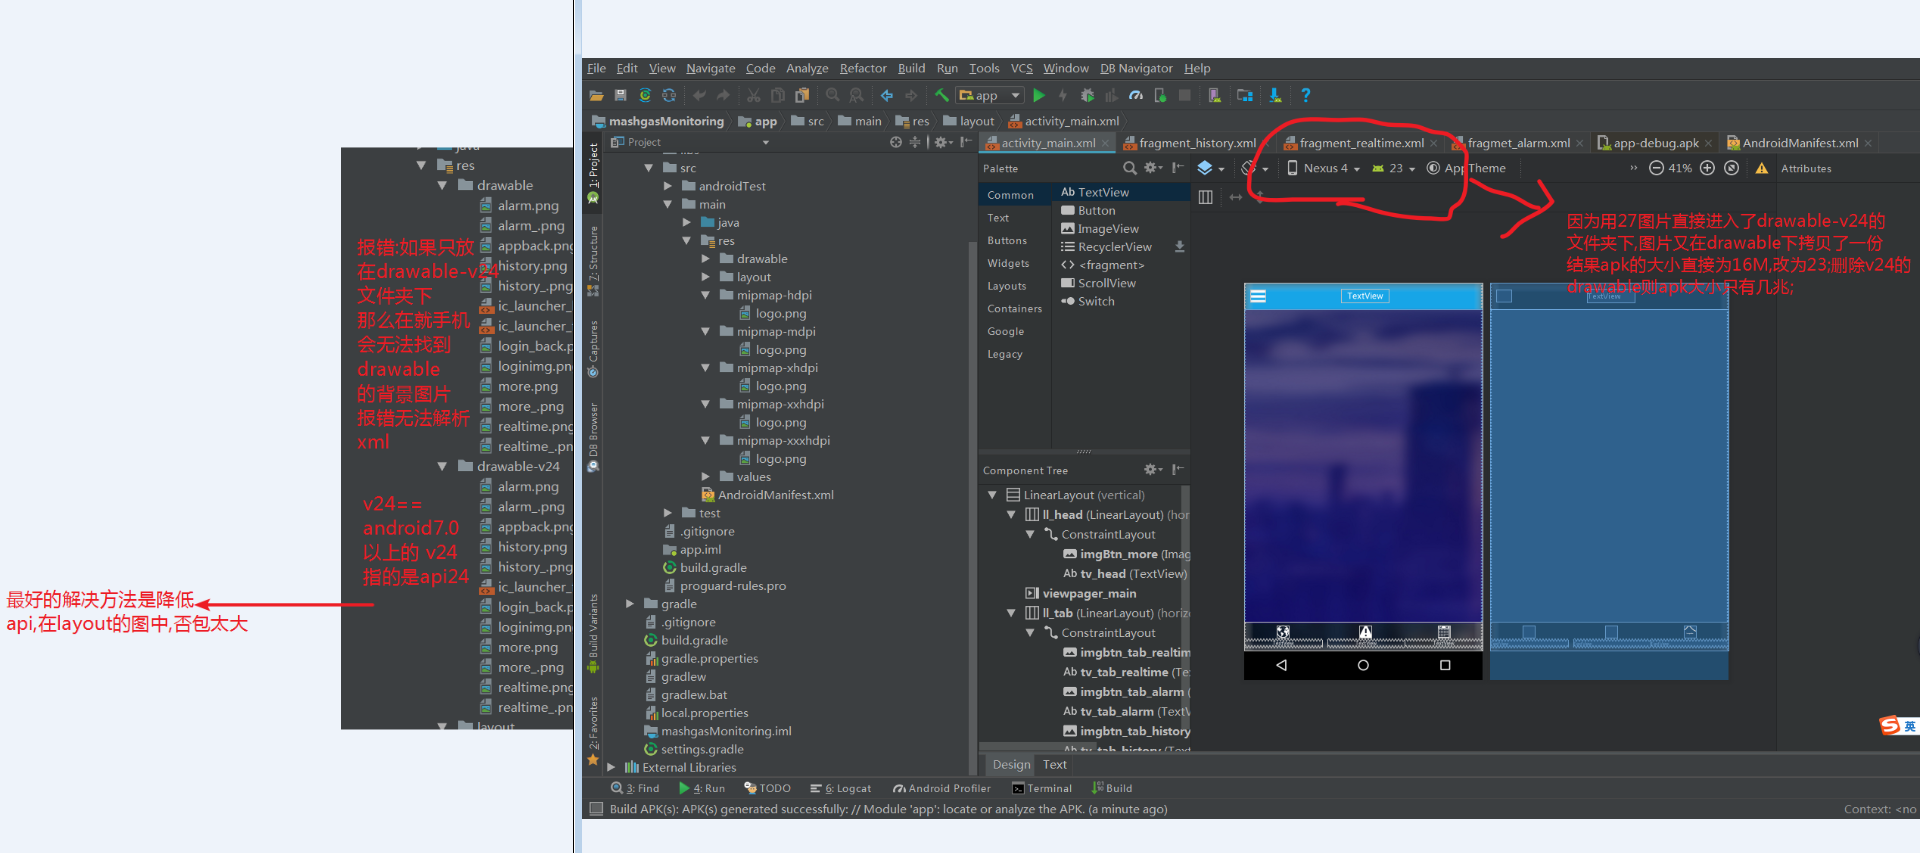 java
res
drawable
alarm.png
alarm_.png
appback.png
history.png
history_.png
ic_launcher_
ic_launcher_
login_back.p
loginimg.pn
more.png
more_.png
realtime.png
realtime_.pn
drawable-v24
alarm.png
alarm_.png
appback.png
history.png
history_.png
ic_launcher_
login_back.p
loginimg.pn
more.png
more_.png
realtime.png
realtime_.pn
layout
报错:如果只放
在drawable-v24
文件夹下
那么在就手机
会无法找到
drawable
的背景图片
报错无法解析
xml
v24==
android7.0
以上的 v24
指的是api24
最好的解决方法是降低
api,在layout的图中,否包太大
File Edit View Navigate Code Analyze Refactor Build Run Tools VCS Window DB Navigator Help
app
mashgasMonitoring app src main res layout activity_main.xml
Project
activity_main.xml fragment_history.xml fragment_realtime.xml fragmet_alarm.xml app-debug.apk AndroidManifest.xml
1: Project
7: Structure
Captures
DB Browser
Build Variants
2: Favorites
src
androidTest
main
java
res
drawable
layout
mipmap-hdpi
logo.png
mipmap-mdpi
logo.png
mipmap-xhdpi
logo.png
mipmap-xxhdpi
logo.png
mipmap-xxxhdpi
logo.png
values
AndroidManifest.xml
test
.gitignore
app.iml
build.gradle
proguard-rules.pro
gradle
.gitignore
build.gradle
gradle.properties
gradlew
gradlew.bat
local.properties
mashgasMonitoring.iml
settings.gradle
External Libraries
Palette
Common
Text
Buttons
Widgets
Layouts
Containers
Google
Legacy
Ab TextView
Button
ImageView
RecyclerView
<fragment>
ScrollView
Switch
Component Tree
LinearLayout (vertical)
ll_head (LinearLayout) (hor
ConstraintLayout
imgBtn_more (Imag
Ab tv_head (TextView)
viewpager_main
ll_tab (LinearLayout) (horiz
ConstraintLayout
imgbtn_tab_realtim
Ab tv_tab_realtime (Te
imgbtn_tab_alarm (
Ab tv_tab_alarm (TextV
imgbtn_tab_history
Ab tv_tab_history (Text
Design Text
Nexus 4 23 AppTheme
41%
Attributes
因为用27图片直接进入了drawable-v24的
文件夹下,图片又在drawable下拷贝了一份
结果apk的大小直接为16M,改为23;删除v24的
drawable则apk大小只有几兆;
TextView
TextView
英
3: Find 4: Run TODO 6: Logcat Android Profiler Terminal Build
Build APK(s): APK(s) generated successfully: // Module 'app': locate or analyze the APK. (a minute ago)
Context: <no